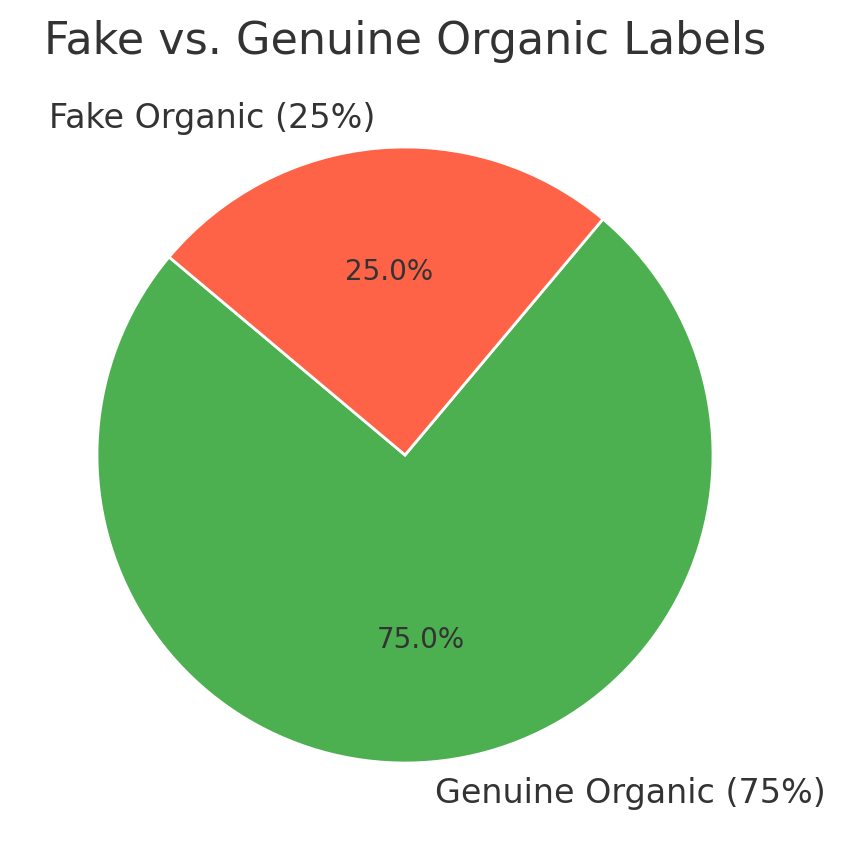 Fake vs. Genuine Organic Labels
Fake Organic (25%)
25.0%
75.0%
Genuine Organic (75%)